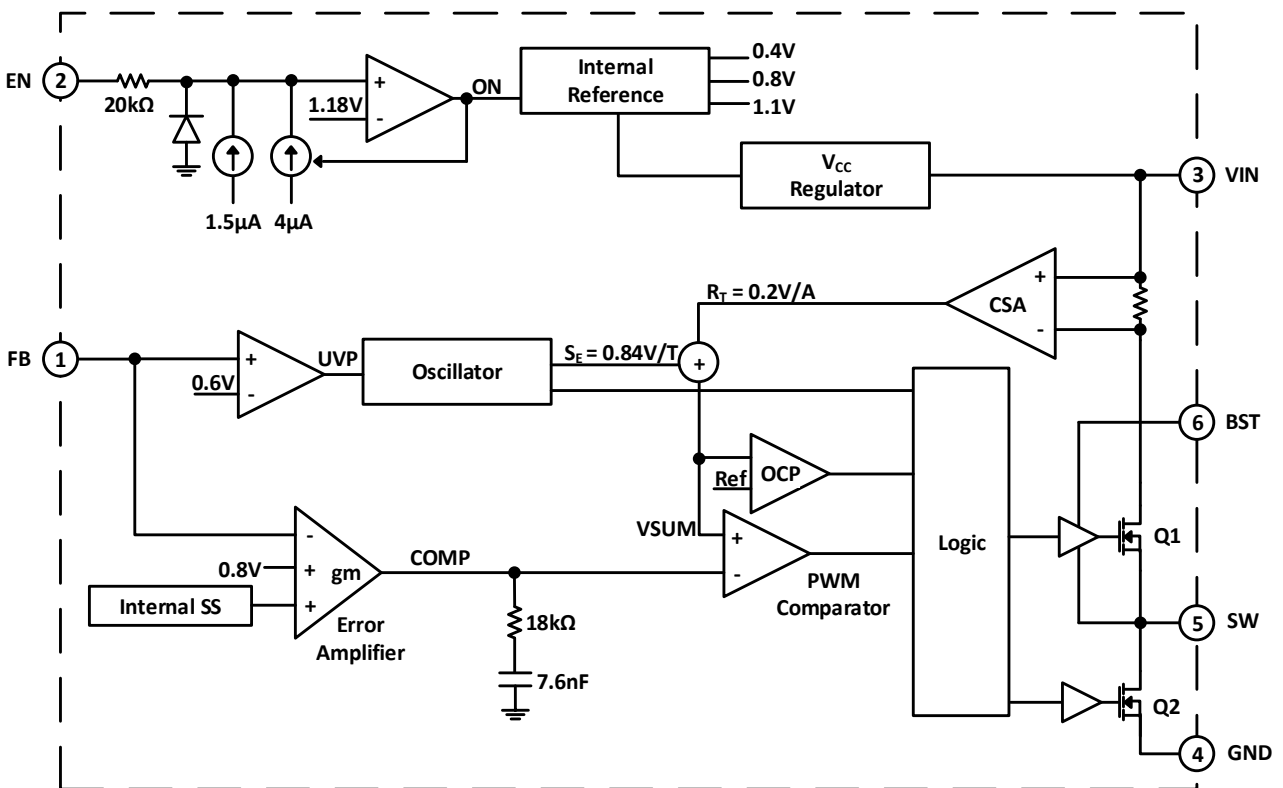 EN
2
20kΩ
1.5µA
4µA
1.18V
+
-
ON
Internal
Reference
0.4V
0.8V
1.1V
VCC
Regulator
3
VIN
RT = 0.2V/A
CSA
+
-
FB
1
0.6V
+
-
UVP
Oscillator
SE = 0.84V/T
+
6
BST
Ref
OCP
VSUM
+
-
PWM
Comparator
Logic
Q1
0.8V
Internal SS
-
+
+
gm
Error
Amplifier
COMP
18kΩ
7.6nF
5
SW
Q2
4
GND